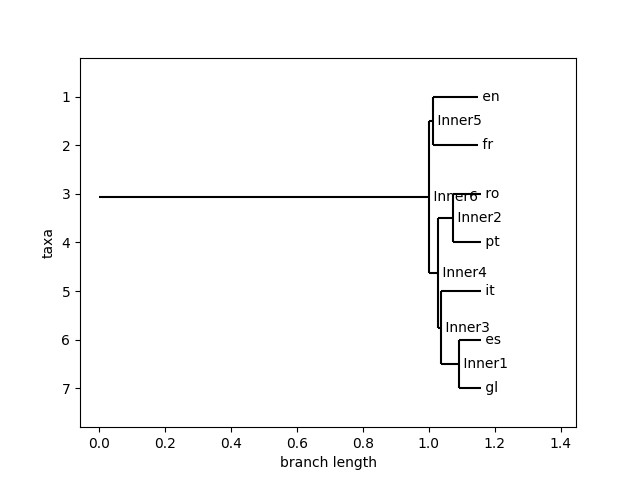 1
en
Inner5
2
fr
3
Inner6
ro
Inner2
4
pt
Inner4
5
it
Inner3
6
es
Inner1
7
gl
taxa
0.0 0.2 0.4 0.6 0.8 1.0 1.2 1.4
branch length